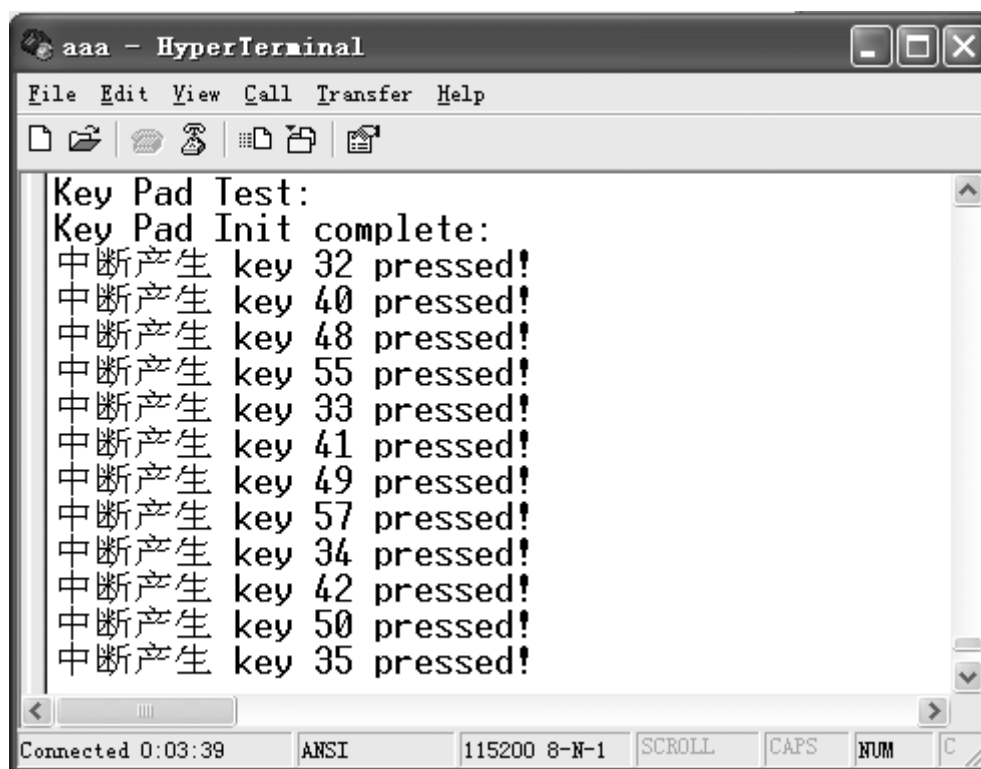 aaa - HyperTerminal
File Edit View Call Transfer Help
Key Pad Test:
Key Pad Init complete:
中断产生 key 32 pressed!
中断产生 key 40 pressed!
中断产生 key 48 pressed!
中断产生 key 55 pressed!
中断产生 key 33 pressed!
中断产生 key 41 pressed!
中断产生 key 49 pressed!
中断产生 key 57 pressed!
中断产生 key 34 pressed!
中断产生 key 42 pressed!
中断产生 key 50 pressed!
中断产生 key 35 pressed!
Connected 0:03:39 ANSI 115200 8-N-1 SCROLL CAPS NUM C